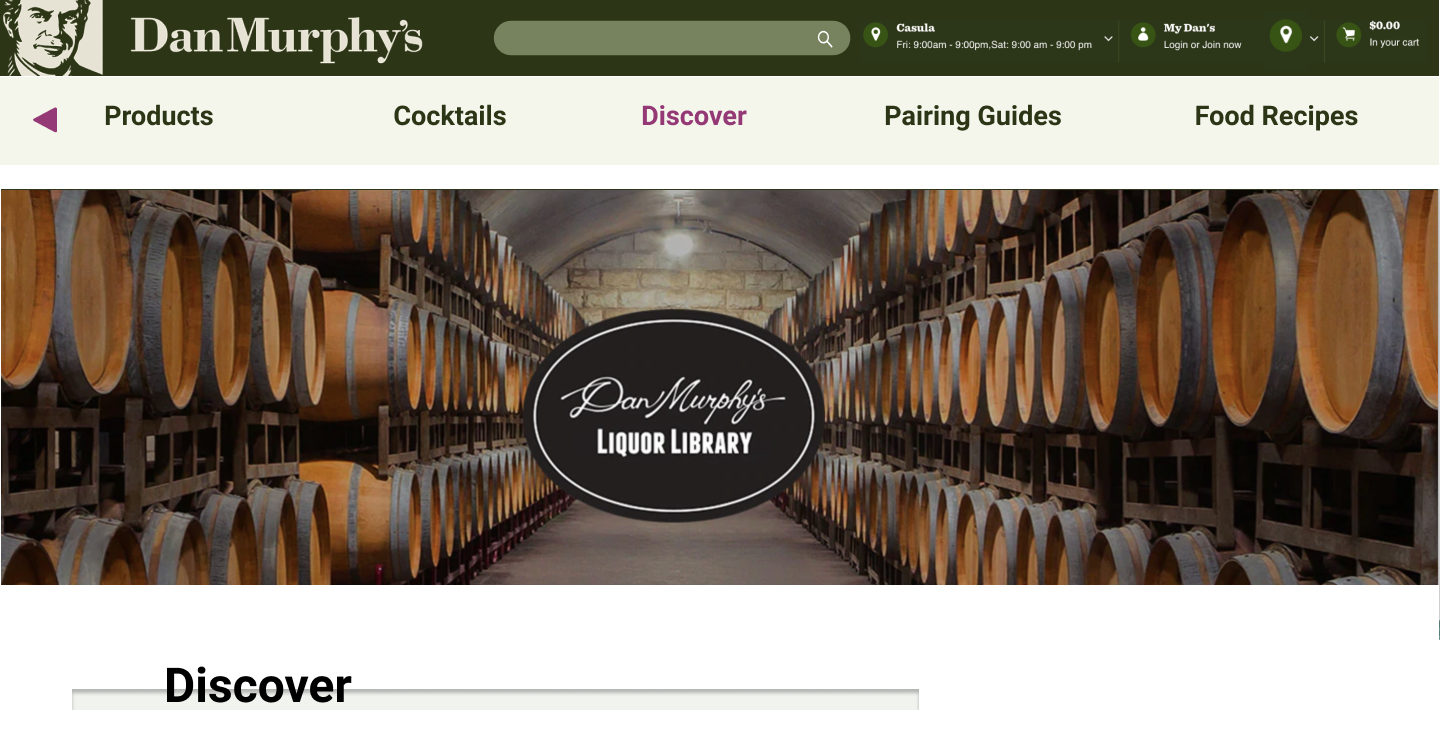 Dan Murphy's
Casula
Fri: 9:00am - 9:00pm,Sat: 9:00 am - 9:00 pm
My Dan's
Login or Join now
$0.00
In your cart
Products
Cocktails
Discover
Pairing Guides
Food Recipes
Dan Murphy's
LIQUOR LIBRARY
Discover